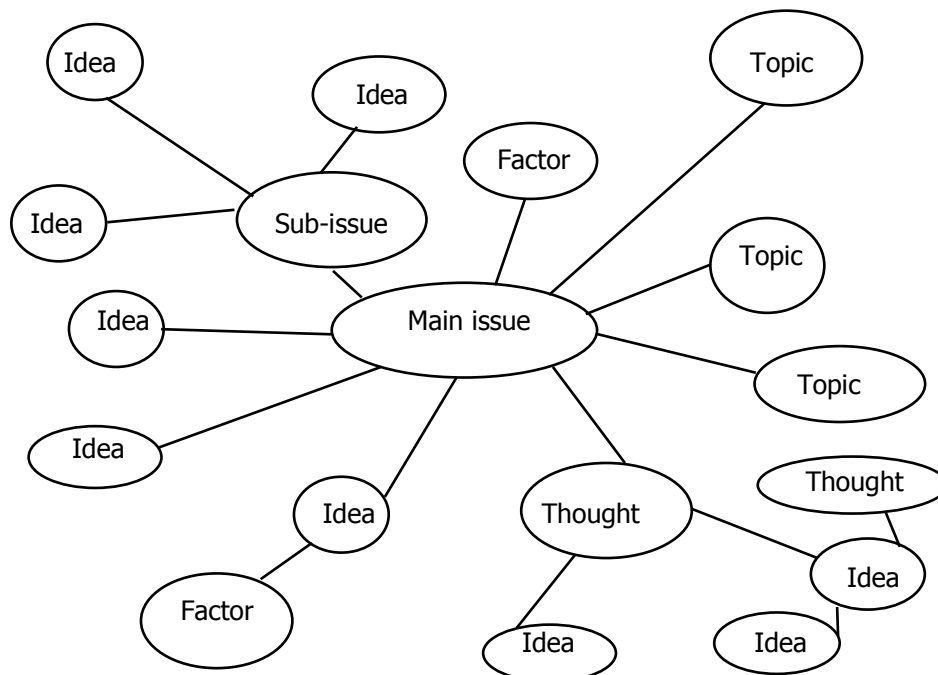 Idea
Topic
Idea
Factor
Idea
Sub-issue
Topic
Idea
Main issue
Topic
Idea
Thought
Idea
Thought
Idea
Factor
Idea
Idea